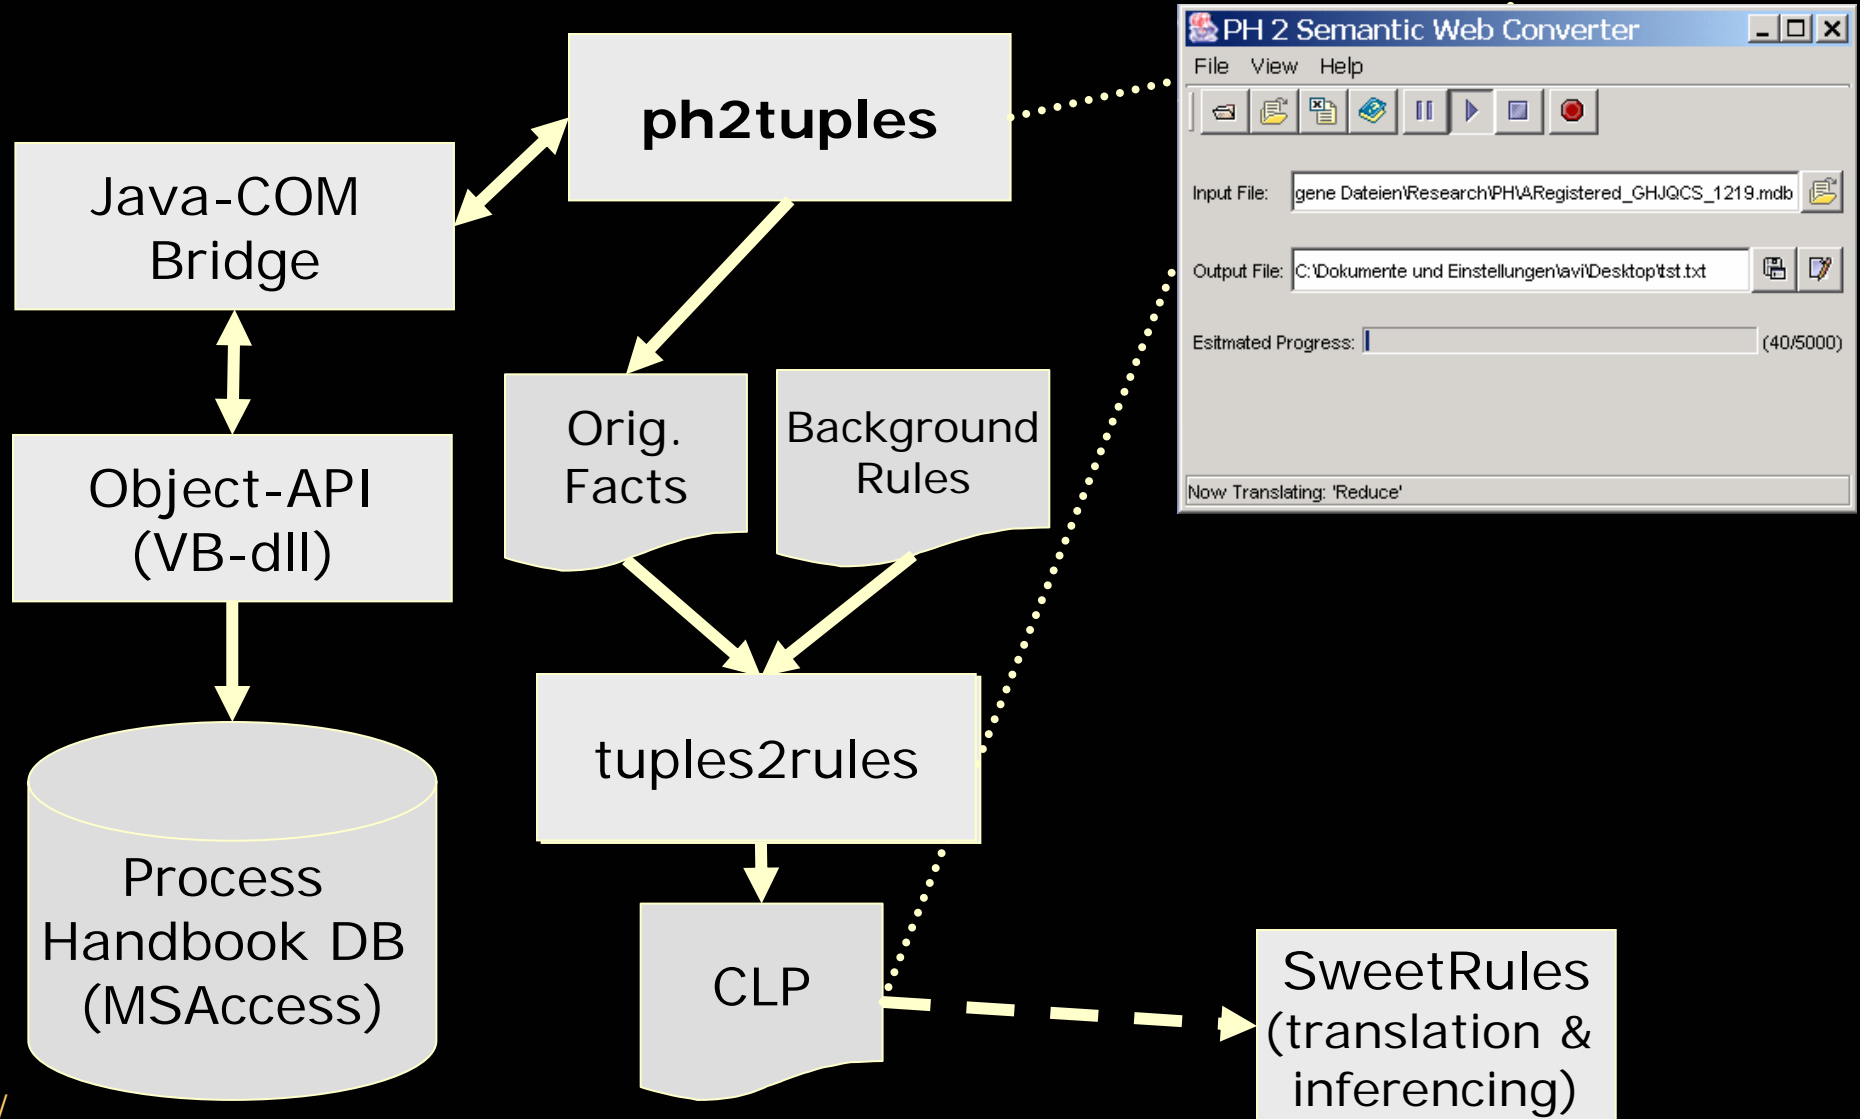 ph2tuples
Java-COM
Bridge
Object-API
(VB-dll)
Process
Handbook DB
(MSAccess)
Orig.
Facts
Background
Rules
tuples2rules
CLP
SweetRules
(translation &
inferencing)
PH 2 Semantic Web Converter
File View Help
Input File: gene Dateien\Research\PH\ARegistered_GHJQCS_1219.mdb
Output File: C:\Dokumente und Einstellungen\avi\Desktop\tst.txt
Esitmated Progress: (40/5000)
Now Translating: 'Reduce'